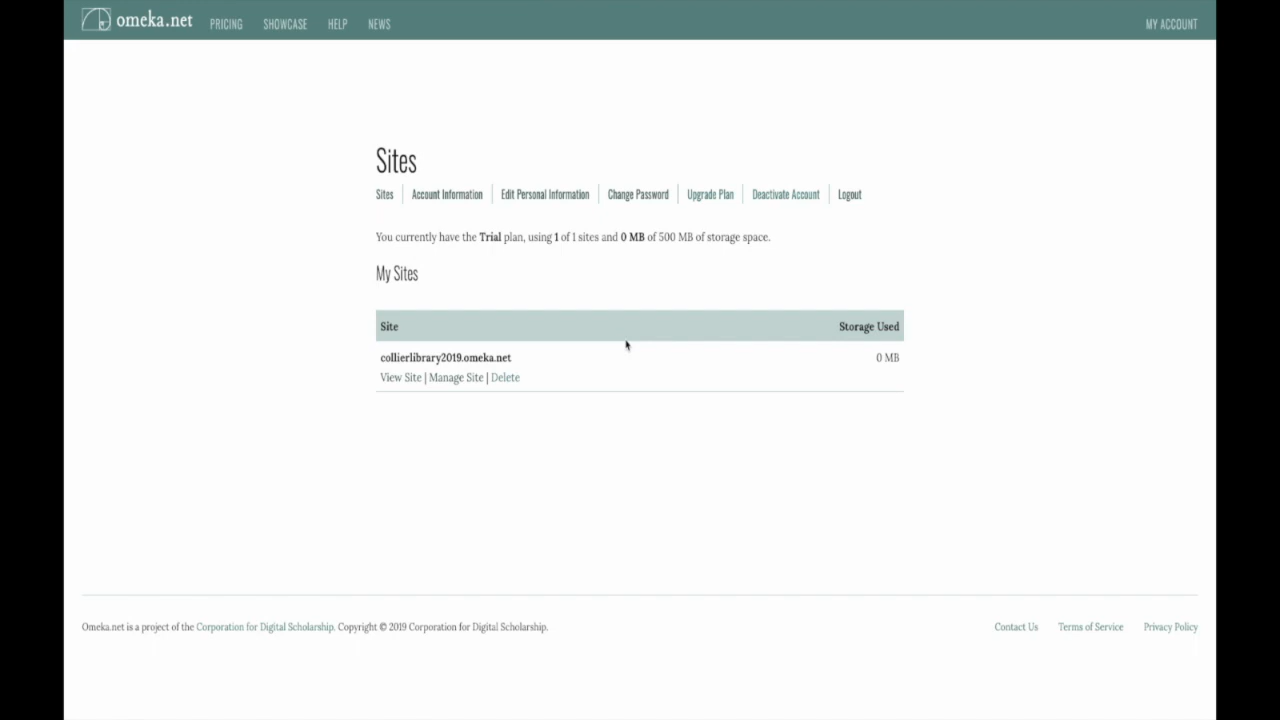 omeka.net PRICING SHOWCASE HELP NEWS MY ACCOUNT
Sites
Sites Account Information Edit Personal Information Change Password Upgrade Plan Deactivate Account Logout
You currently have the Trial plan, using 1 of 1 sites and 0 MB of 500 MB of storage space.
My Sites
Site Storage Used
collierlibrary2019.omeka.net 0 MB
View Site | Manage Site | Delete
Omeka.net is a project of the Corporation for Digital Scholarship. Copyright © 2019 Corporation for Digital Scholarship. Contact Us Terms of Service Privacy Policy